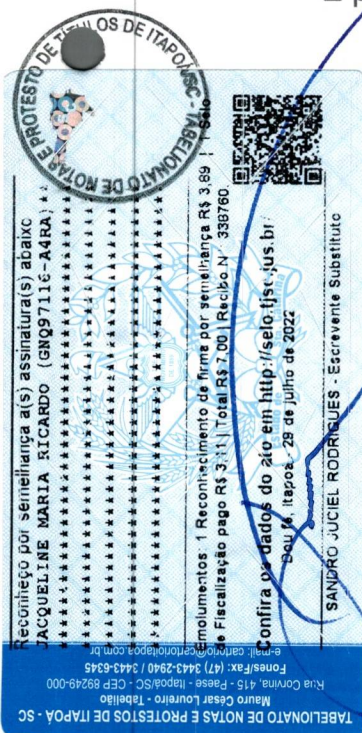 TABELIONATO DE NOTAS E PROTESTO DE TÍTULOS DE ITAPOÁ/SC
TABELIONATO DE NOTAS E PROTESTOS DE ITAPOÁ - SC
Mauro César Loureiro - Tabelião
Rua Corvina, 415 - Paese - Itapoá/SC - CEP 89249-000
Fones/Fax: (47) 3443-2940 / 3443-6345
e-mail: cartorio@cartorioitapoa.com.br
Reconheço por semelhança a(s) assinatura(s) abaixo
JACQUELINE MARIA RICARDO (GNQ97116-A4RA)
Emolumentos: 1 Reconhecimento de firme por semelhança R$ 3,89 | 1 Selo
de Fiscalização pago R$ 3,11 | Total R$ 7,00 Recibo Nº 338760.
Confira os dados do ato em http://selo.tjsc.jus.br/
Dou fé, Itapoá, 29 de julho de 2022
SANDRO JUCIEL RODRIGUES - Escrevente Substituto